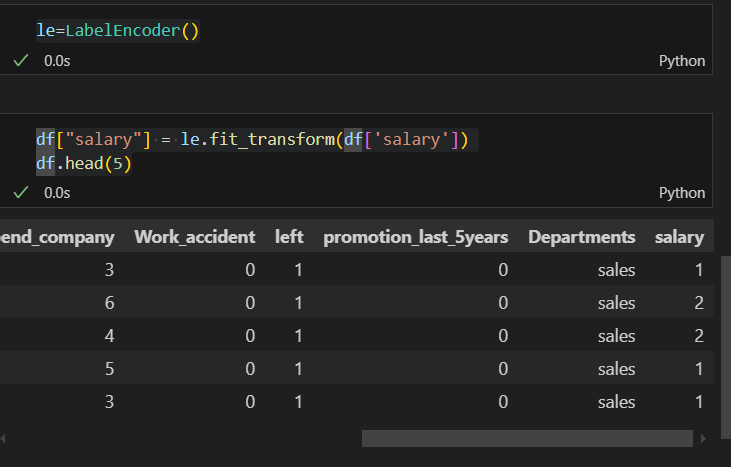 le=LabelEncoder()
0.0s Python
df["salary"] = le.fit_transform(df['salary'])
df.head(5)
0.0s Python
end_company Work_accident left promotion_last_5years Departments salary
3 0 1 0 sales 1
6 0 1 0 sales 2
4 0 1 0 sales 2
5 0 1 0 sales 1
3 0 1 0 sales 1